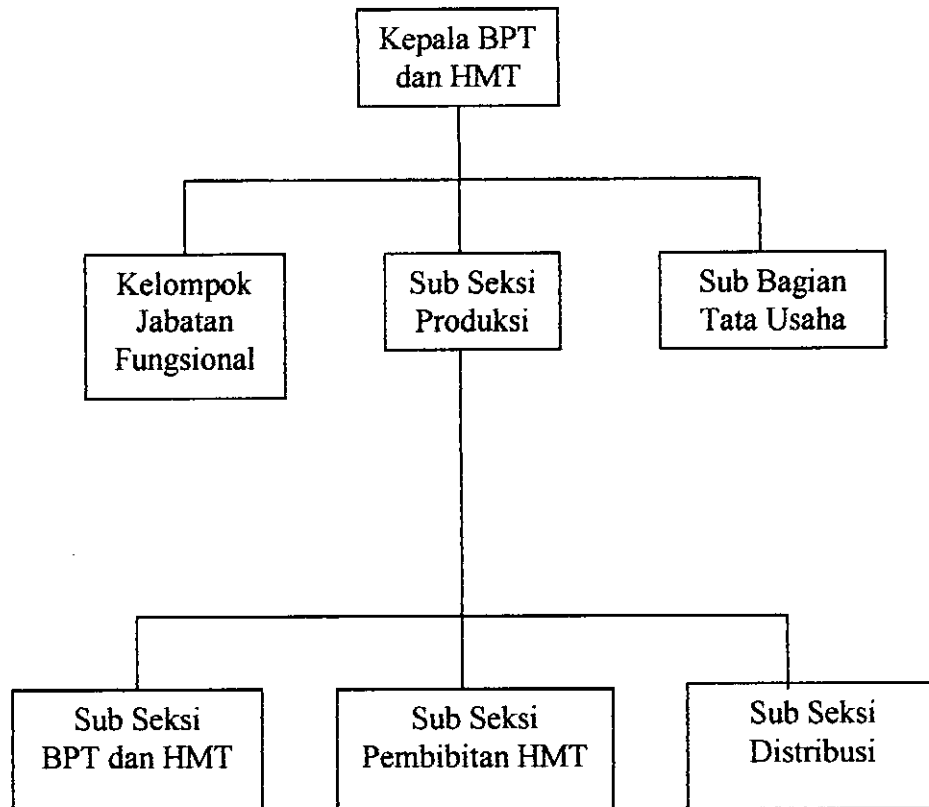 Kepala BPT
dan HMT
Kelompok
Jabatan
Fungsional
Sub Seksi
Produksi
Sub Bagian
Tata Usaha
Sub Seksi
BPT dan HMT
Sub Seksi
Pembibitan HMT
Sub Seksi
Distribusi